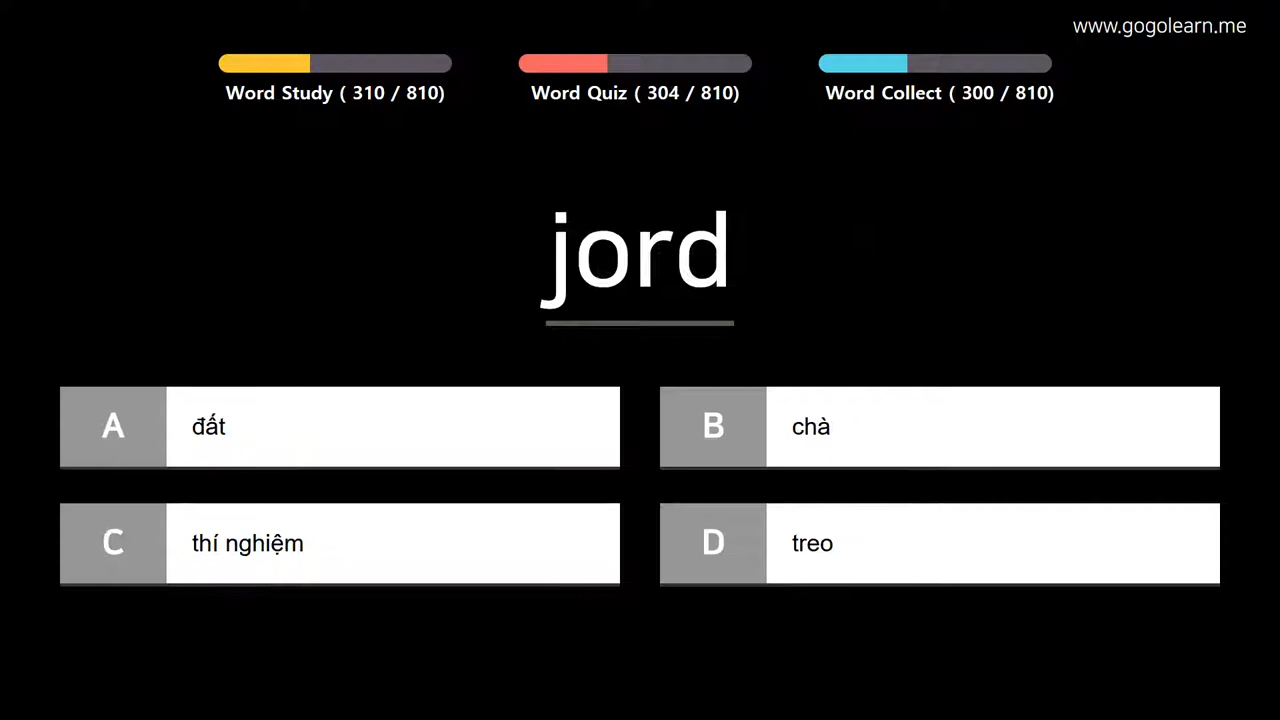 www.gogolearn.me
Word Study ( 310 / 810)
Word Quiz ( 304 / 810)
Word Collect ( 300 / 810)
jord
A đất
B chà
C thí nghiệm
D treo